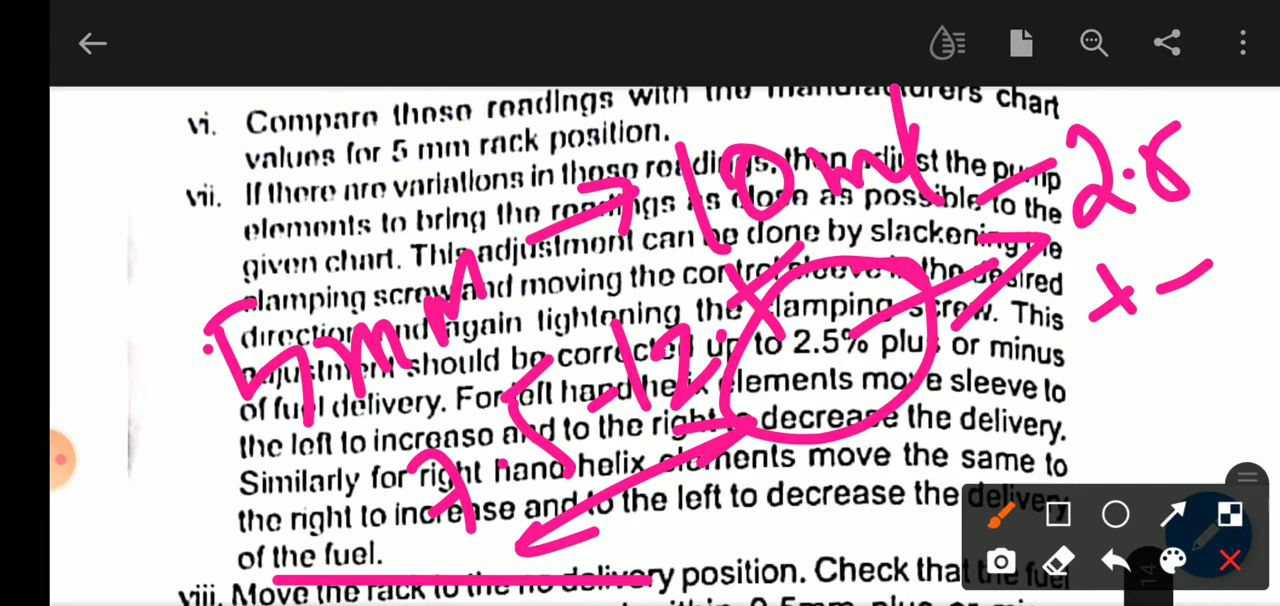 vi. Compare these readings with the manufacturers chart
values for 5 mm rack position.
vii. If there are variations in those readings, then adjust the pump
elements to bring the readings as close as possible to the
given chart. This adjustment can be done by slackening the
clamping screw and moving the control sleeve in the desired
direction and again tightening the clamping screw. This
adjustment should be corrected up to 2.5% plus or minus
of fuel delivery. For left hand helix elements move sleeve to
the left to increase and to the right to decrease the delivery.
Similarly for right hand helix elements move the same to
the right to increase and to the left to decrease the delivery
of the fuel.
viii. Move the rack to the no delivery position. Check that the fuel
5mm
10ml
7.5-12.
+ -
14